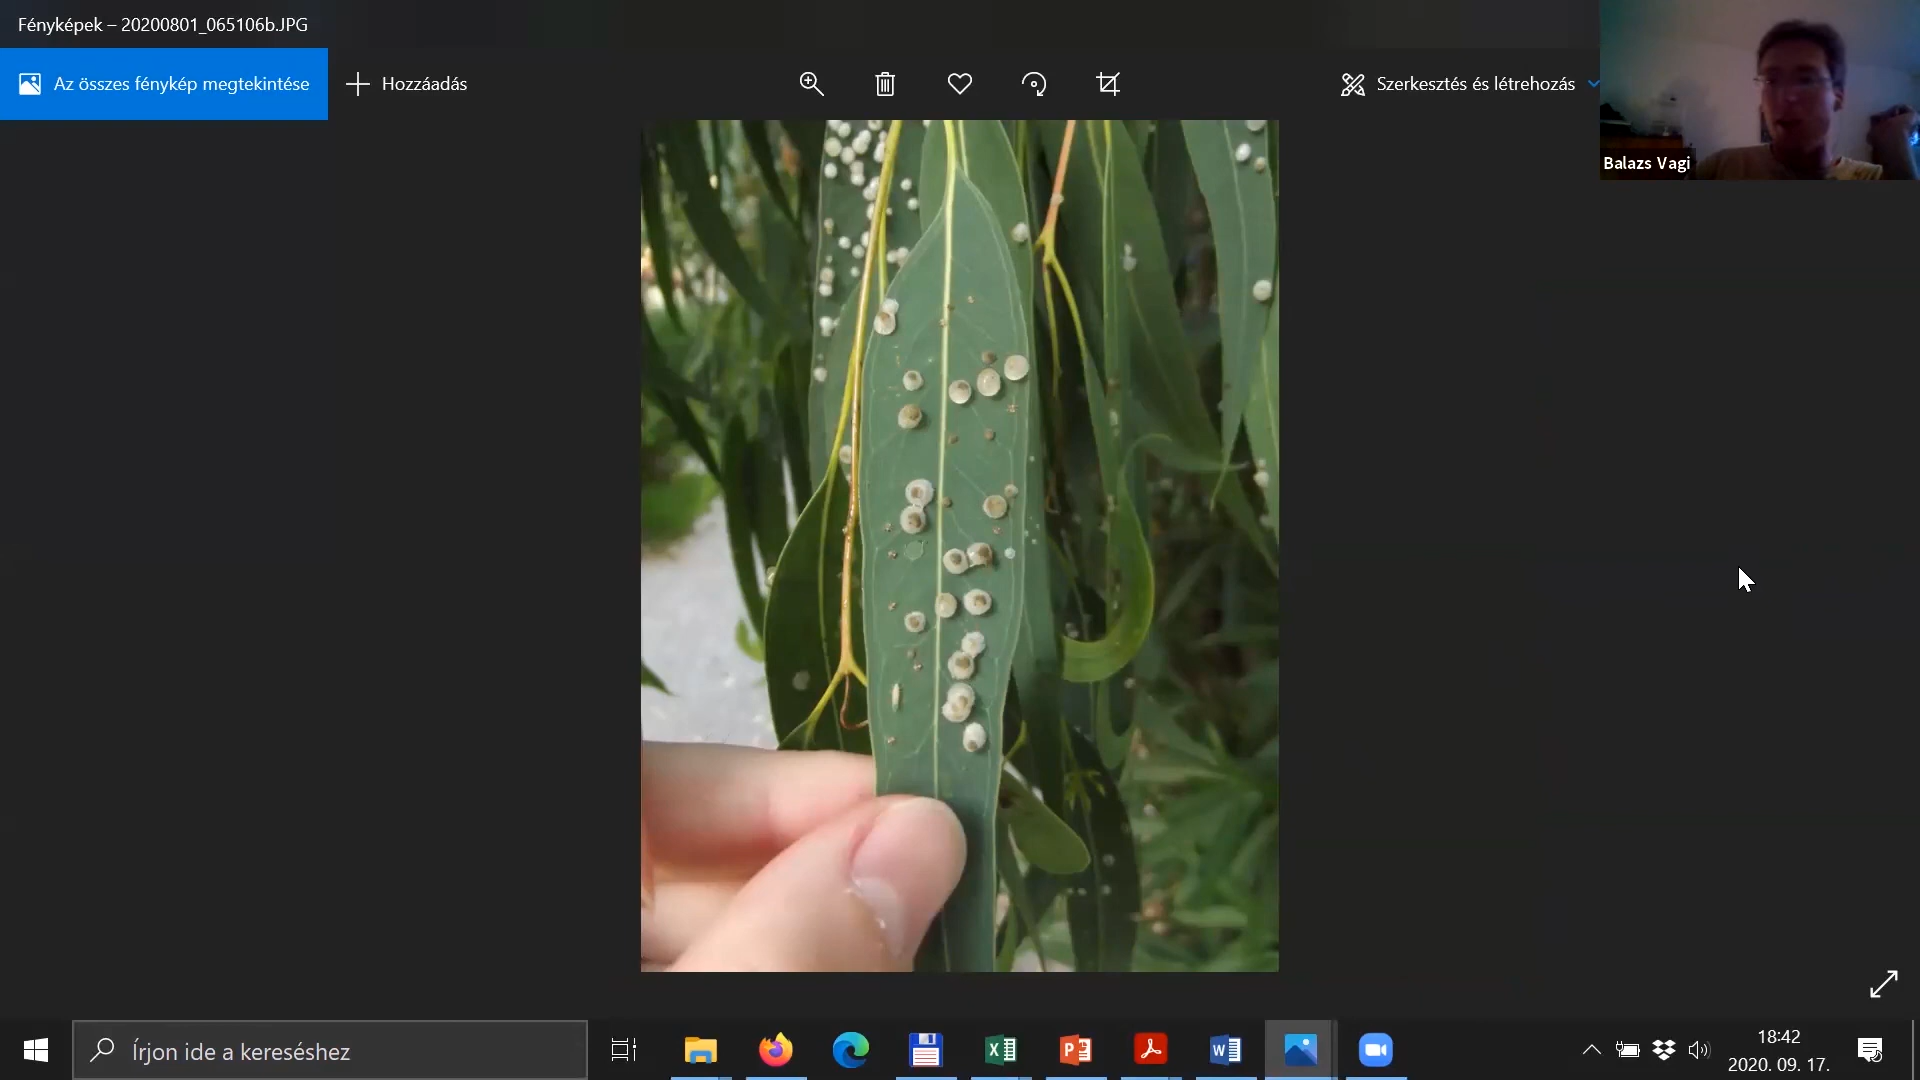 Fényképek – 20200801_065106b.JPG
Az összes fénykép megtekintése
Hozzáadás
Szerkesztés és létrehozás
Balazs Vagi
Írjon ide a kereséshez
18:42
2020. 09. 17.